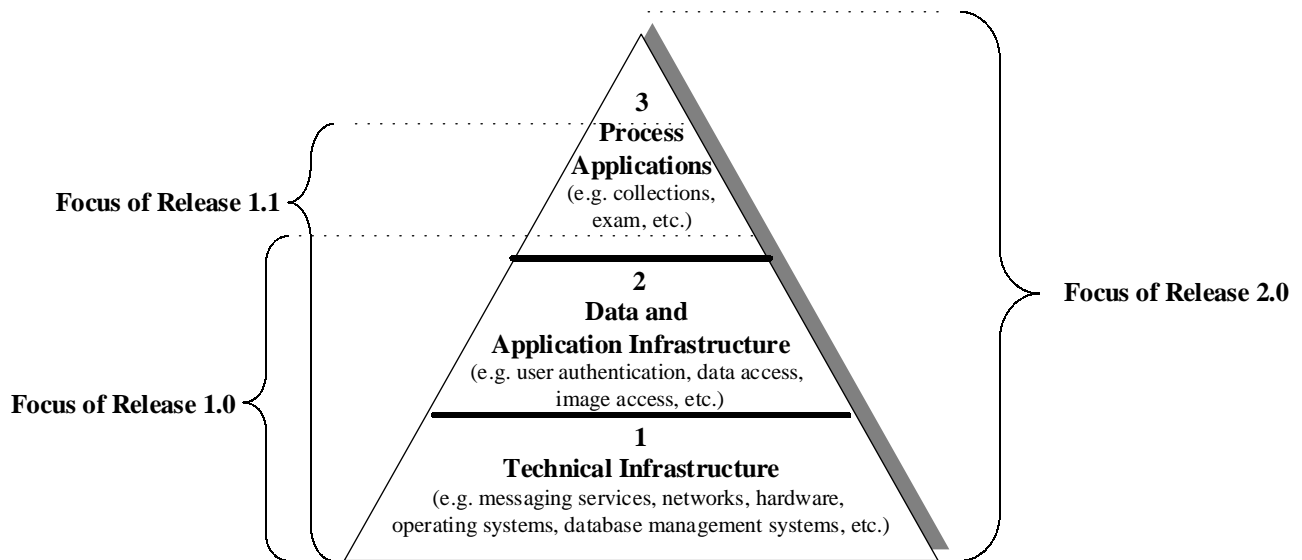 3
Process
Applications
(e.g. collections,
exam, etc.)
Focus of Release 1.1
2
Data and
Application Infrastructure
(e.g. user authentication, data access,
image access, etc.)
Focus of Release 2.0
Focus of Release 1.0
1
Technical Infrastructure
(e.g. messaging services, networks, hardware,
operating systems, database management systems, etc.)